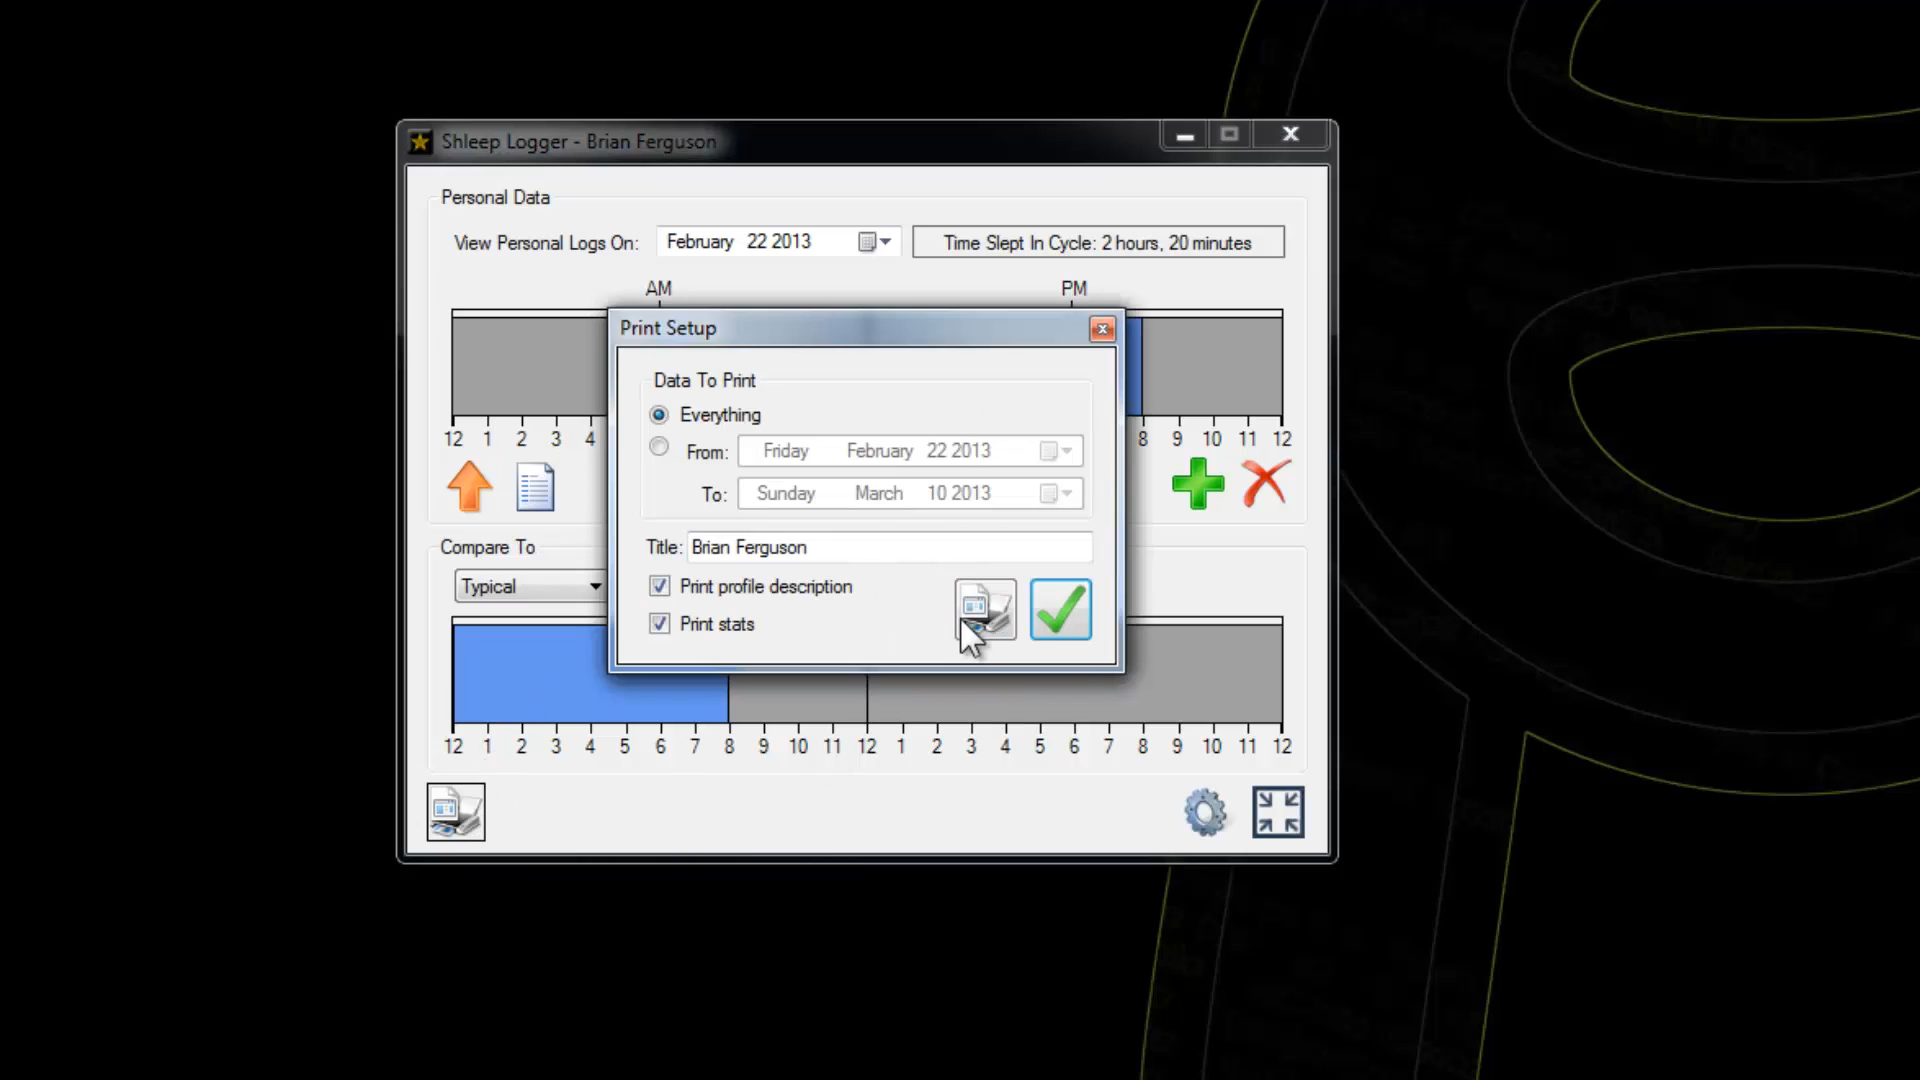 Shleep Logger - Brian Ferguson
Personal Data
View Personal Logs On: February 22 2013 Time Slept In Cycle: 2 hours, 20 minutes
AM PM
12 1 2 3 4 8 9 10 11 12
Print Setup
Data To Print
Everything
From: Friday February 22 2013
To: Sunday March 10 2013
Title: Brian Ferguson
Print profile description
Print stats
Compare To
Typical
12 1 2 3 4 5 6 7 8 9 10 11 12 1 2 3 4 5 6 7 8 9 10 11 12